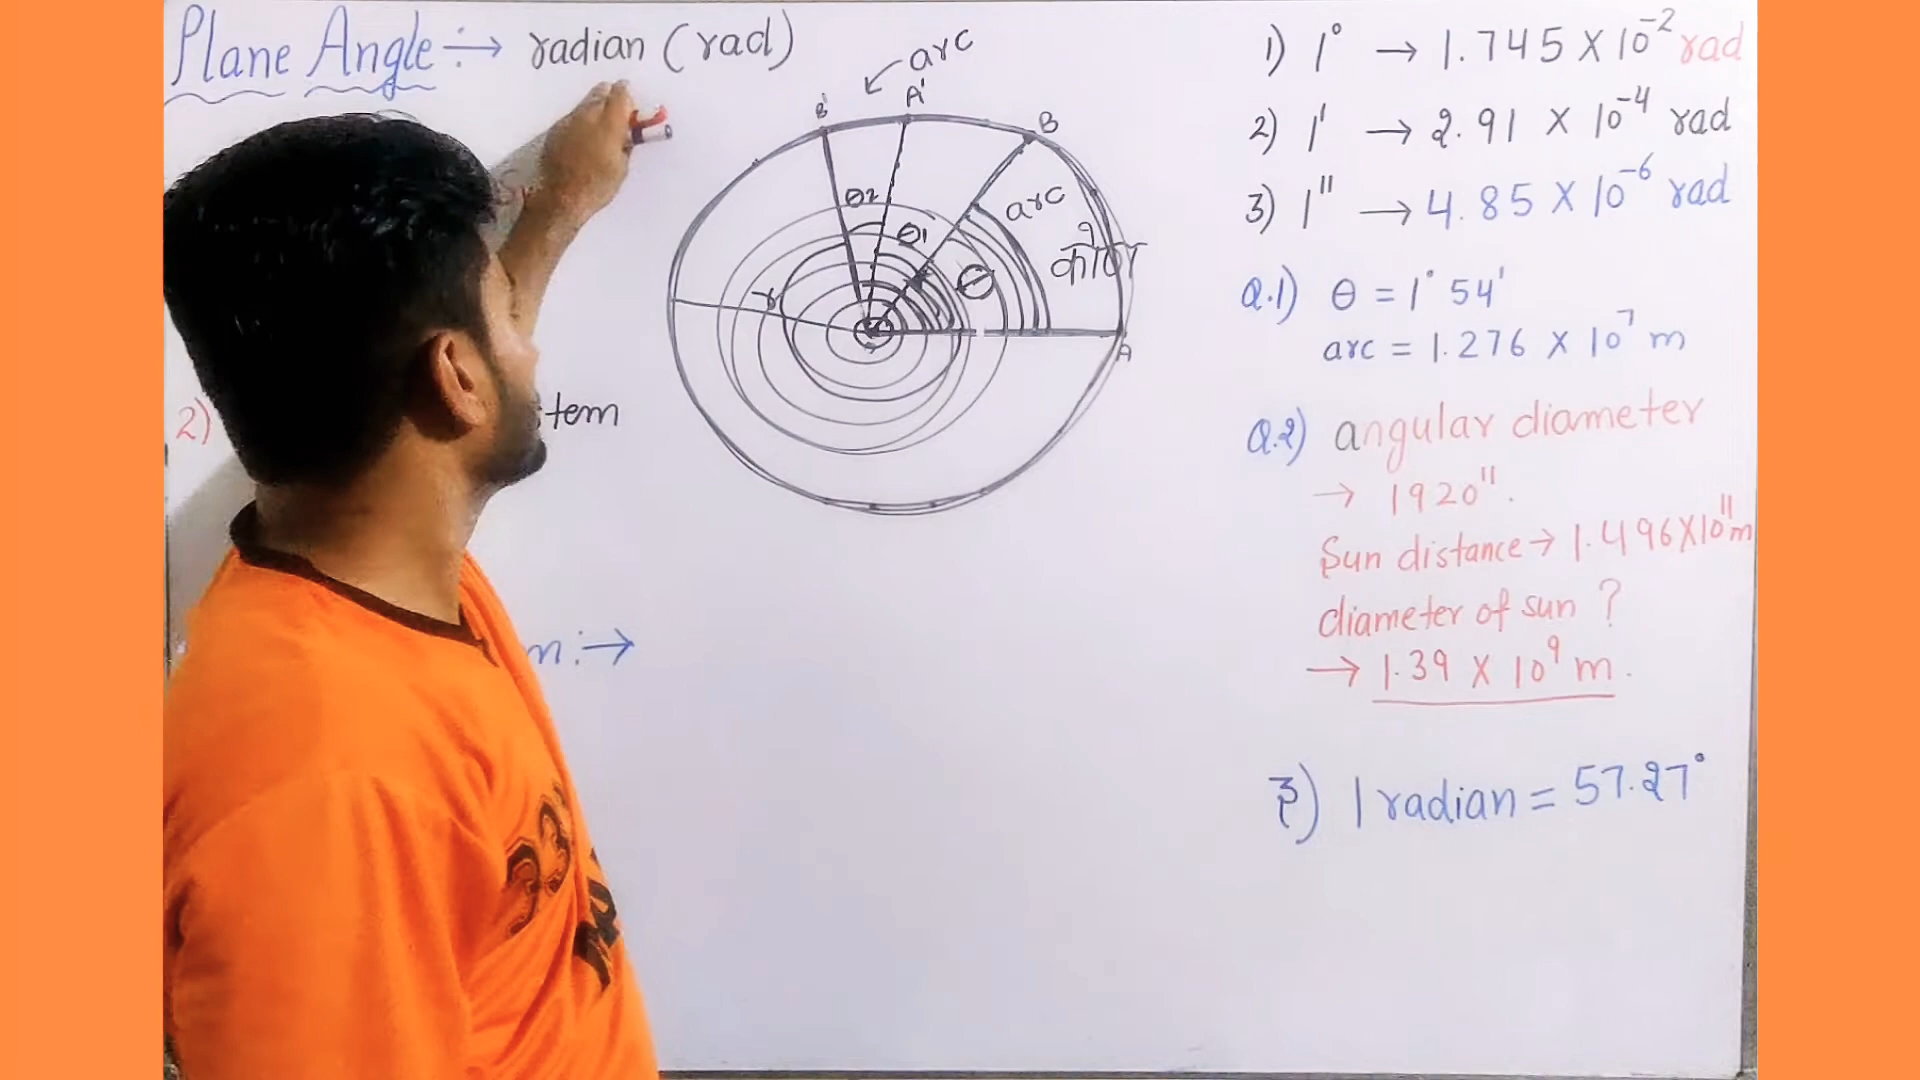 Plane Angle :→ radian (rad)
arc
B' A' B
θ2 θ1 θ arc
कोण
r
A
2) tem
m :→
1) 1° → 1.745 X 10⁻² rad
2) 1' → 2.91 X 10⁻⁴ rad
3) 1" → 4.85 X 10⁻⁶ rad
Q.1) θ = 1° 54'
arc = 1.276 X 10⁷ m
Q.2) angular diameter
→ 1920".
Sun distance → 1.496X10¹¹m
diameter of sun ?
→ 1.39 X 10⁹ m.
3) 1 radian = 57.27°